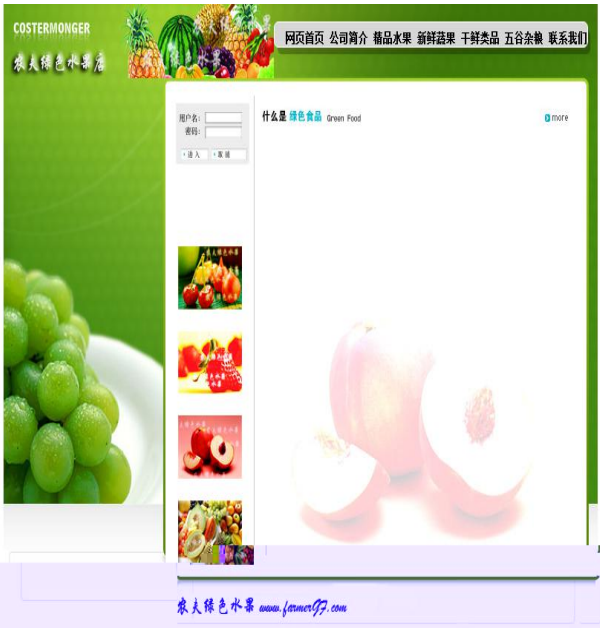 COSTERMONGER
农夫绿色水果店
网页首页 公司简介 精品水果 新鲜蔬果 干鲜类品 五谷杂粮 联系我们
用户名:
密码:
进入 取消
什么是 绿色食品 Green Food
more
农夫绿色水果 www.farmerGF.com